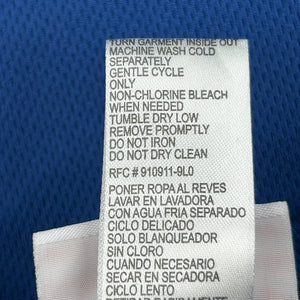 TURN GARMENT INSIDE OUT
MACHINE WASH COLD
SEPARATELY
GENTLE CYCLE
ONLY
NON-CHLORINE BLEACH
WHEN NEEDED
TUMBLE DRY LOW
REMOVE PROMPTLY
DO NOT IRON
DO NOT DRY CLEAN
RFC # 910911-9L0
PONER ROPA AL REVES
LAVAR EN LAVADORA
CON AGUA FRIA SEPARADO
CICLO DELICADO
SOLO BLANQUEADOR
SIN CLORO
CUANDO NECESARIO
SECAR EN SECADORA
CICLO LENTO
RETIRAR RAPIDAMENTE